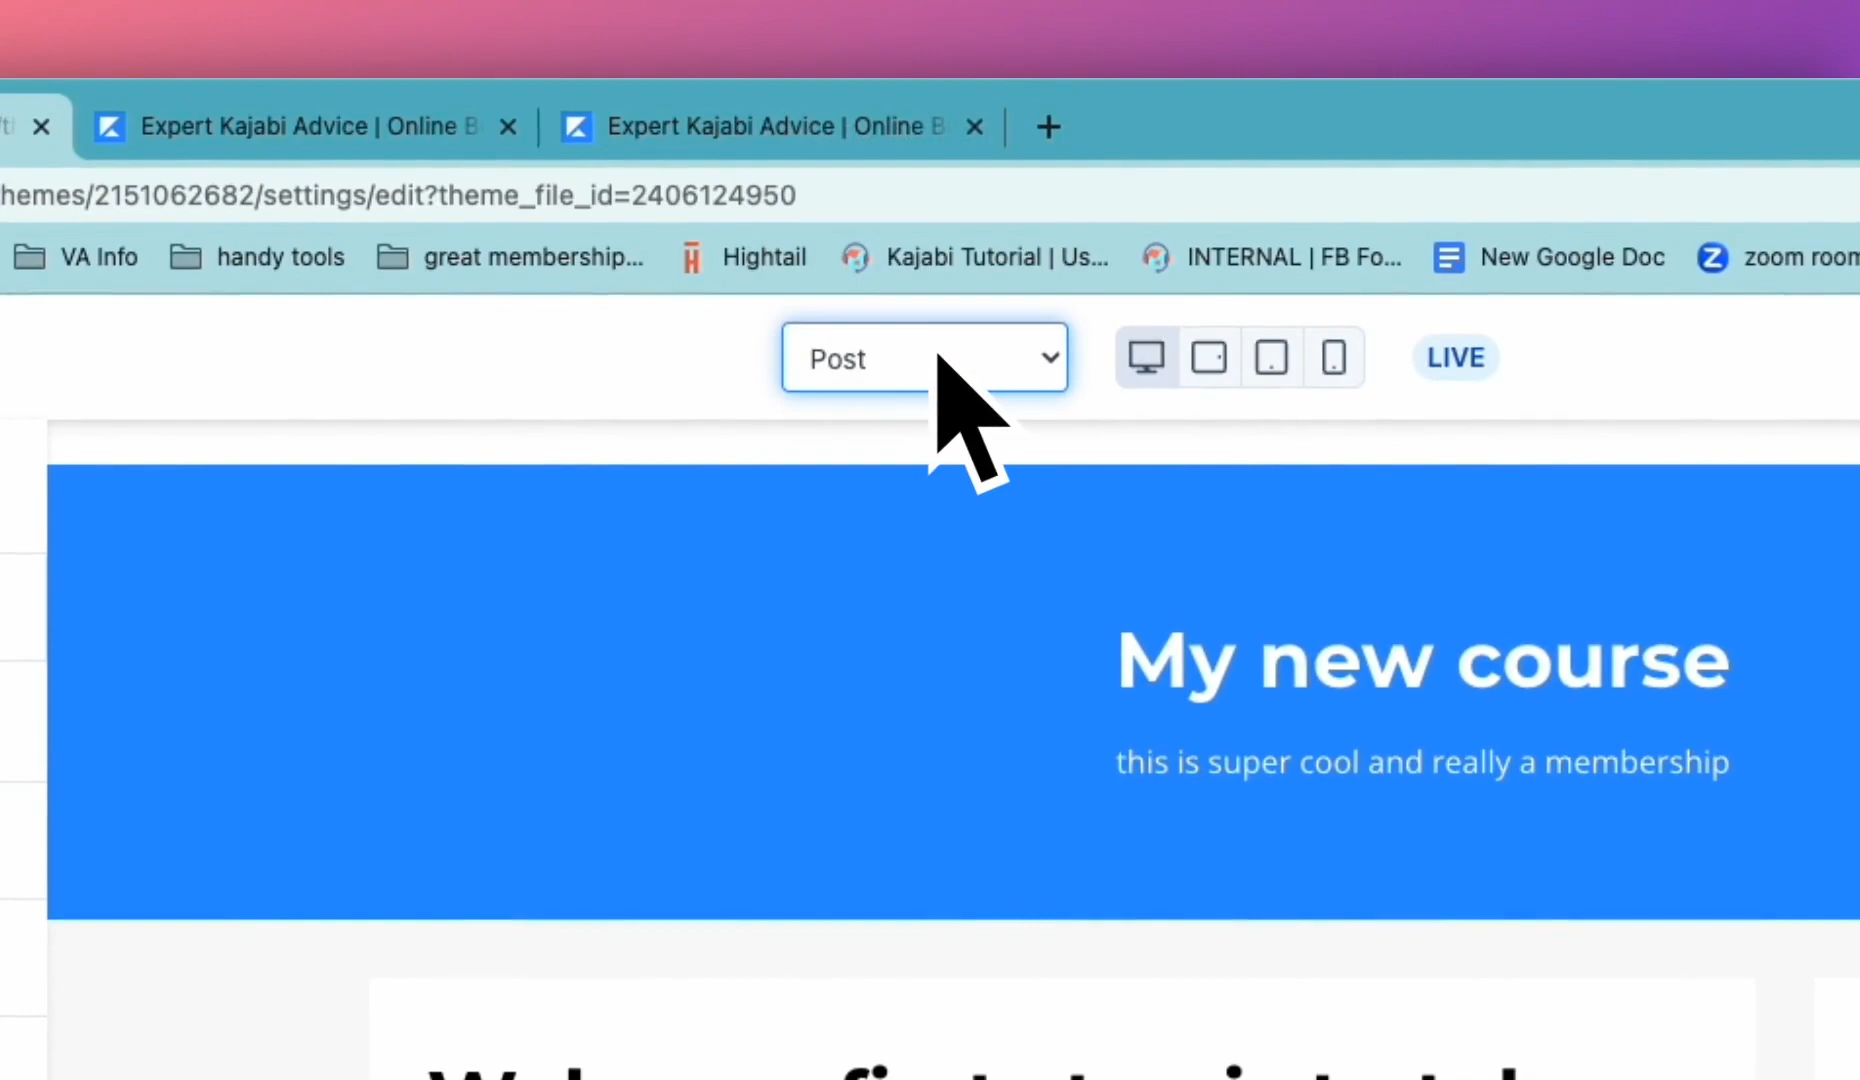 Expert Kajabi Advice | Online B
Expert Kajabi Advice | Online B
hemes/2151062682/settings/edit?theme_file_id=2406124950
VA Info
handy tools
great membership...
Hightail
Kajabi Tutorial | Us...
INTERNAL | FB Fo...
New Google Doc
zoom room
Post
LIVE
My new course
this is super cool and really a membership